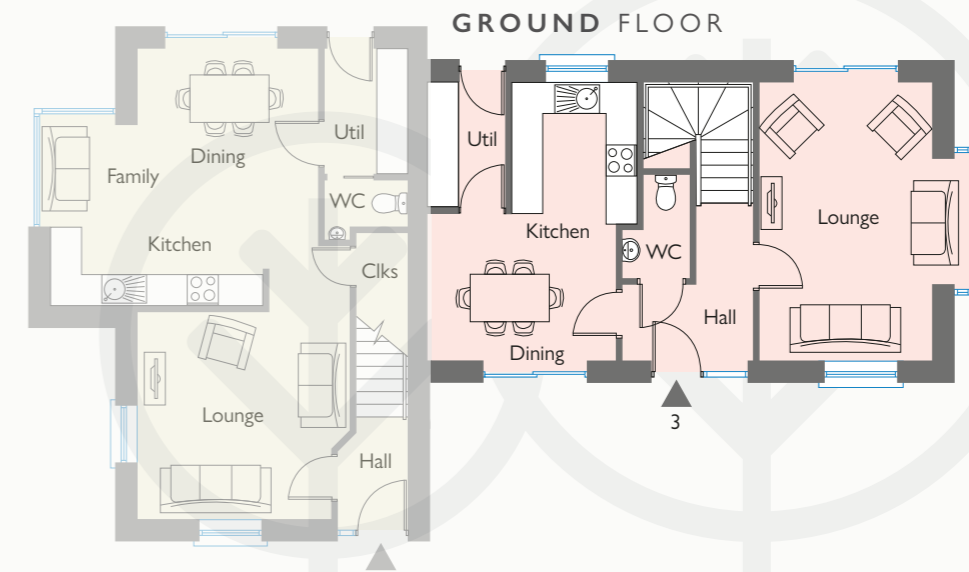 GROUND FLOOR
Util
Dining
Family
WC
Kitchen
Clks
Lounge
Hall
Util
Kitchen
WC
Lounge
Hall
Dining
3